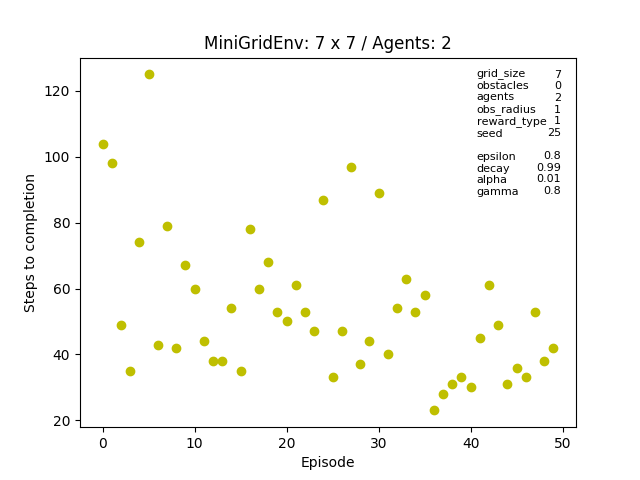 MiniGridEnv: 7 x 7 / Agents: 2
grid_size 7
obstacles 0
agents 2
obs_radius 1
reward_type 1
seed 25
epsilon 0.8
decay 0.99
alpha 0.01
gamma 0.8
120
100
80
60
40
20
Steps to completion
0 10 20 30 40 50
Episode